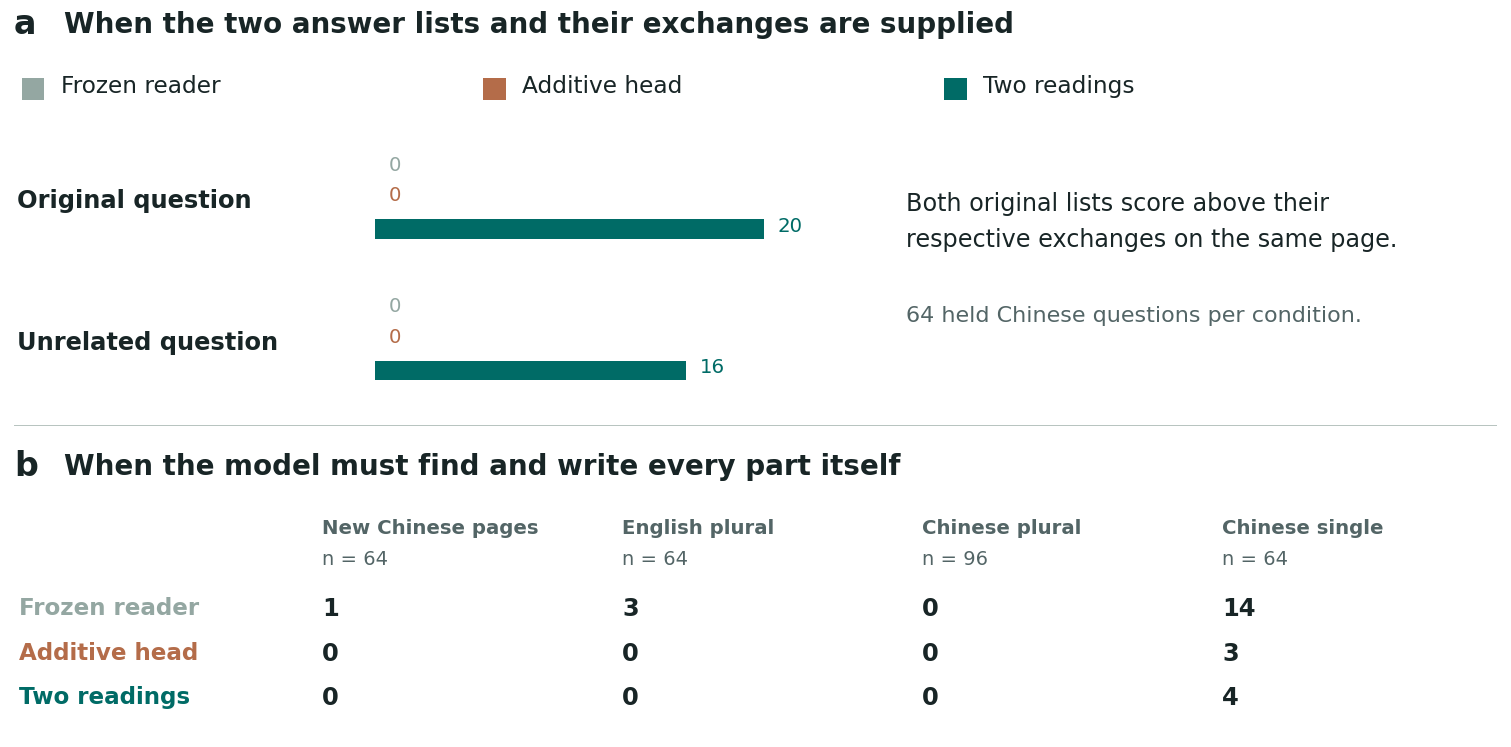 a When the two answer lists and their exchanges are supplied
Frozen reader Additive head Two readings
0
0
Original question
20
Both original lists score above their
respective exchanges on the same page.
0
0
Unrelated question
16
64 held Chinese questions per condition.
b When the model must find and write every part itself
New Chinese pages English plural Chinese plural Chinese single
n = 64 n = 64 n = 96 n = 64
Frozen reader 1 3 0 14
Additive head 0 0 0 3
Two readings 0 0 0 4